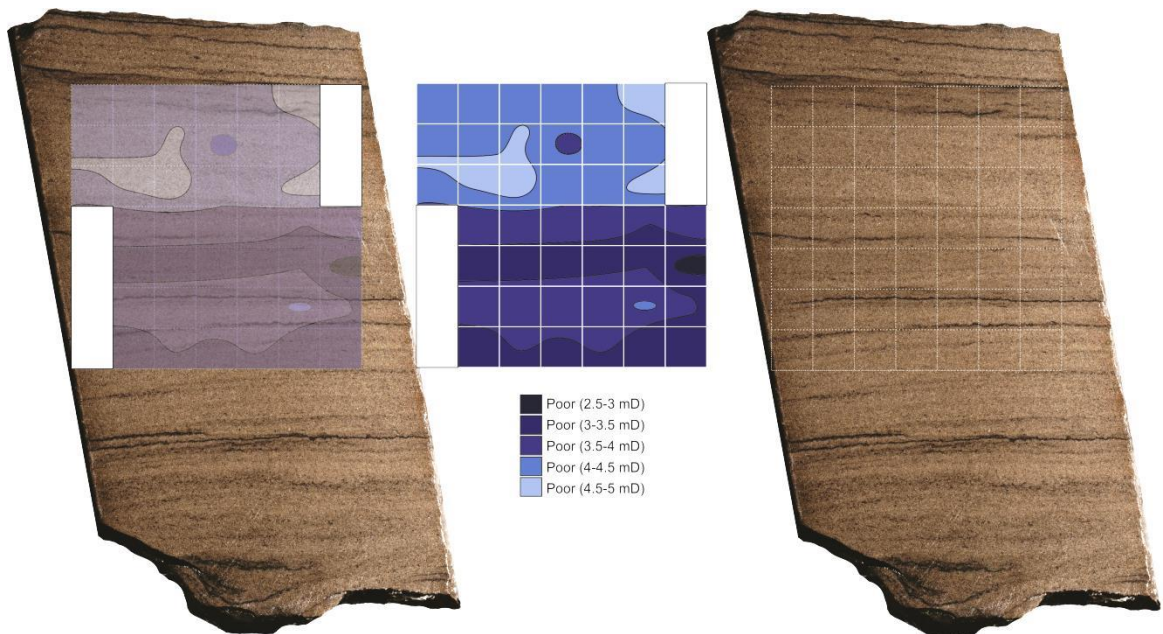 Poor (2.5-3 mD)
Poor (3-3.5 mD)
Poor (3.5-4 mD)
Poor (4-4.5 mD)
Poor (4.5-5 mD)